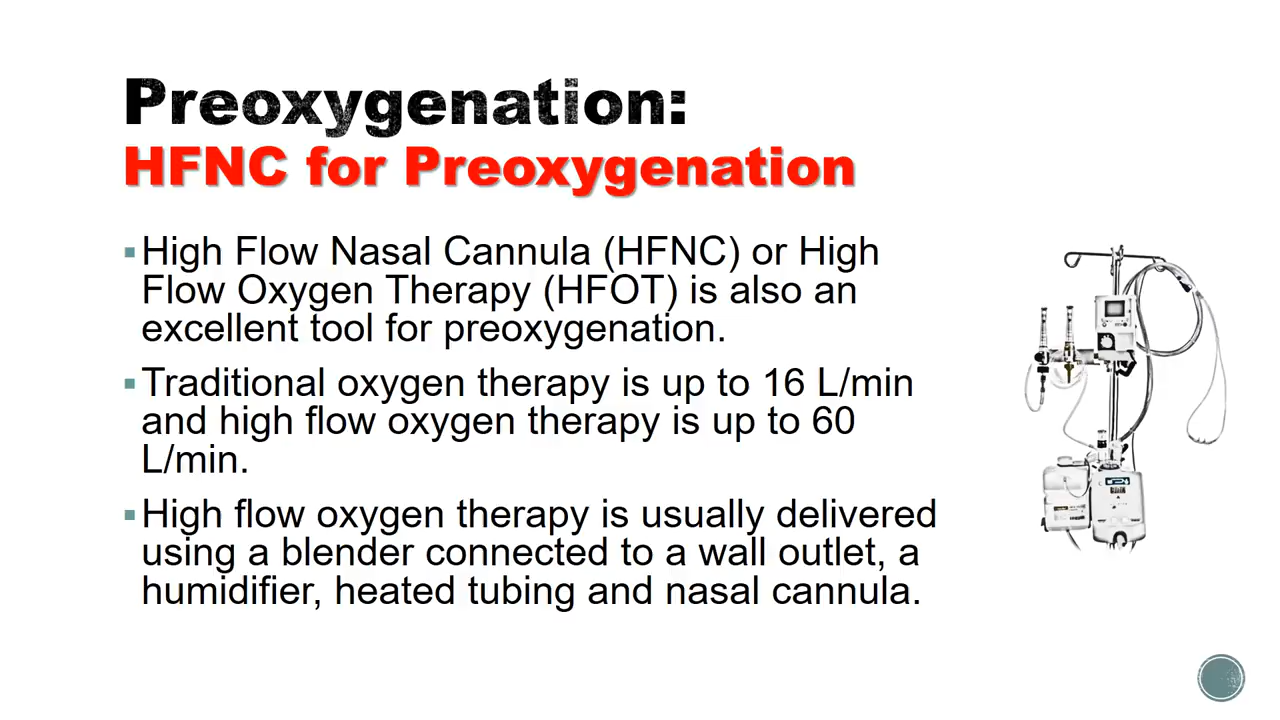 Preoxygenation:
HFNC for Preoxygenation
▪High Flow Nasal Cannula (HFNC) or High
Flow Oxygen Therapy (HFOT) is also an
excellent tool for preoxygenation.
▪Traditional oxygen therapy is up to 16 L/min
and high flow oxygen therapy is up to 60
L/min.
▪High flow oxygen therapy is usually delivered
using a blender connected to a wall outlet, a
humidifier, heated tubing and nasal cannula.